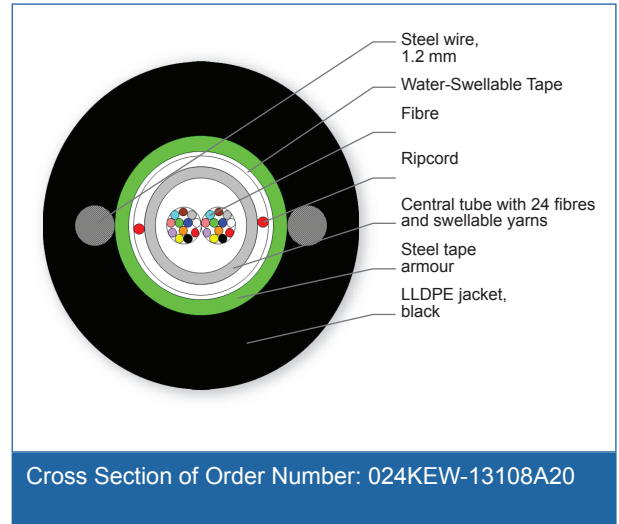 Steel wire,
1.2 mm
Water-Swellable Tape
Fibre
Ripcord
Central tube with 24 fibres
and swellable yarns
Steel tape
armour
LLDPE jacket,
black
Cross Section of Order Number: 024KEW-13108A20